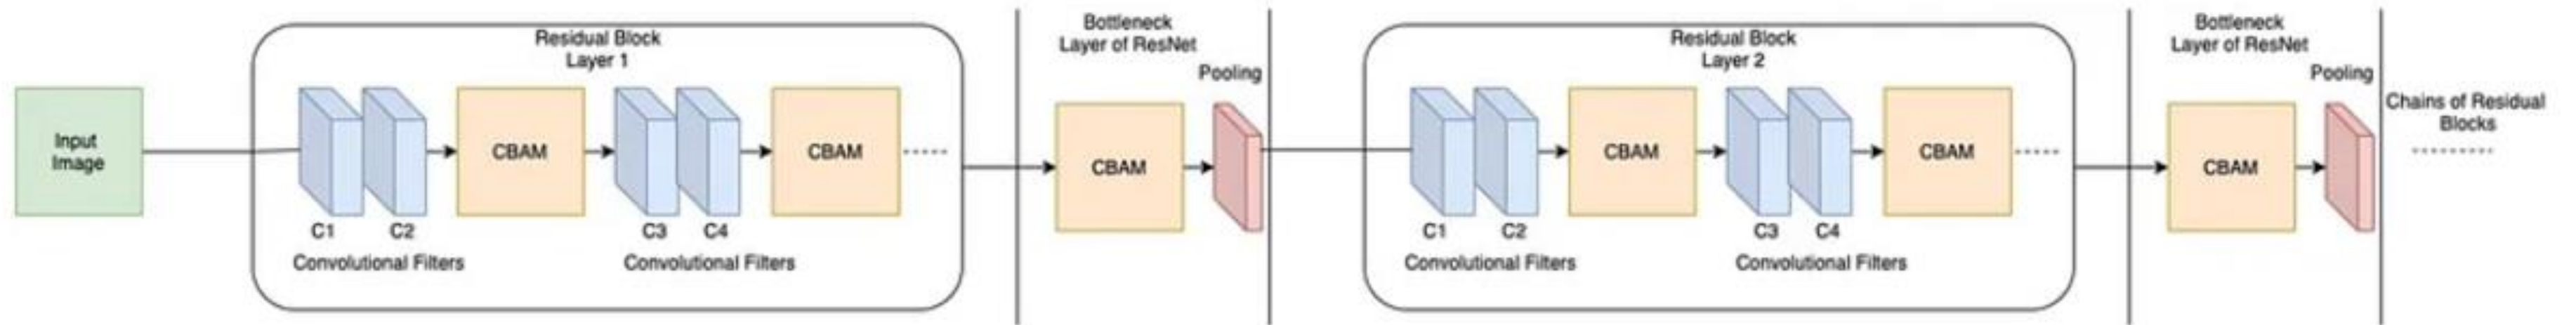 Input
Image
Residual Block
Layer 1
CBAM
CBAM
C1
C2
C3
C4
Convolutional Filters
Convolutional Filters
Bottleneck
Layer of ResNet
Pooling
CBAM
Residual Block
Layer 2
CBAM
CBAM
C1
C2
C3
C4
Convolutional Filters
Convolutional Filters
Bottleneck
Layer of ResNet
Pooling
CBAM
Chains of Residual
Blocks